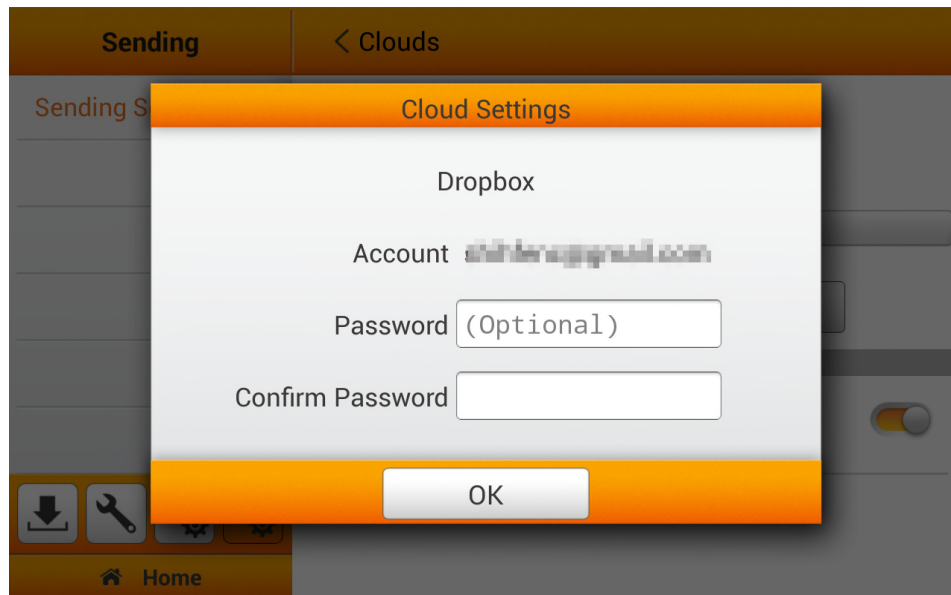 Sending
< Clouds
Sending S
Cloud Settings
Dropbox
Account
Password (Optional)
Confirm Password
OK
Home